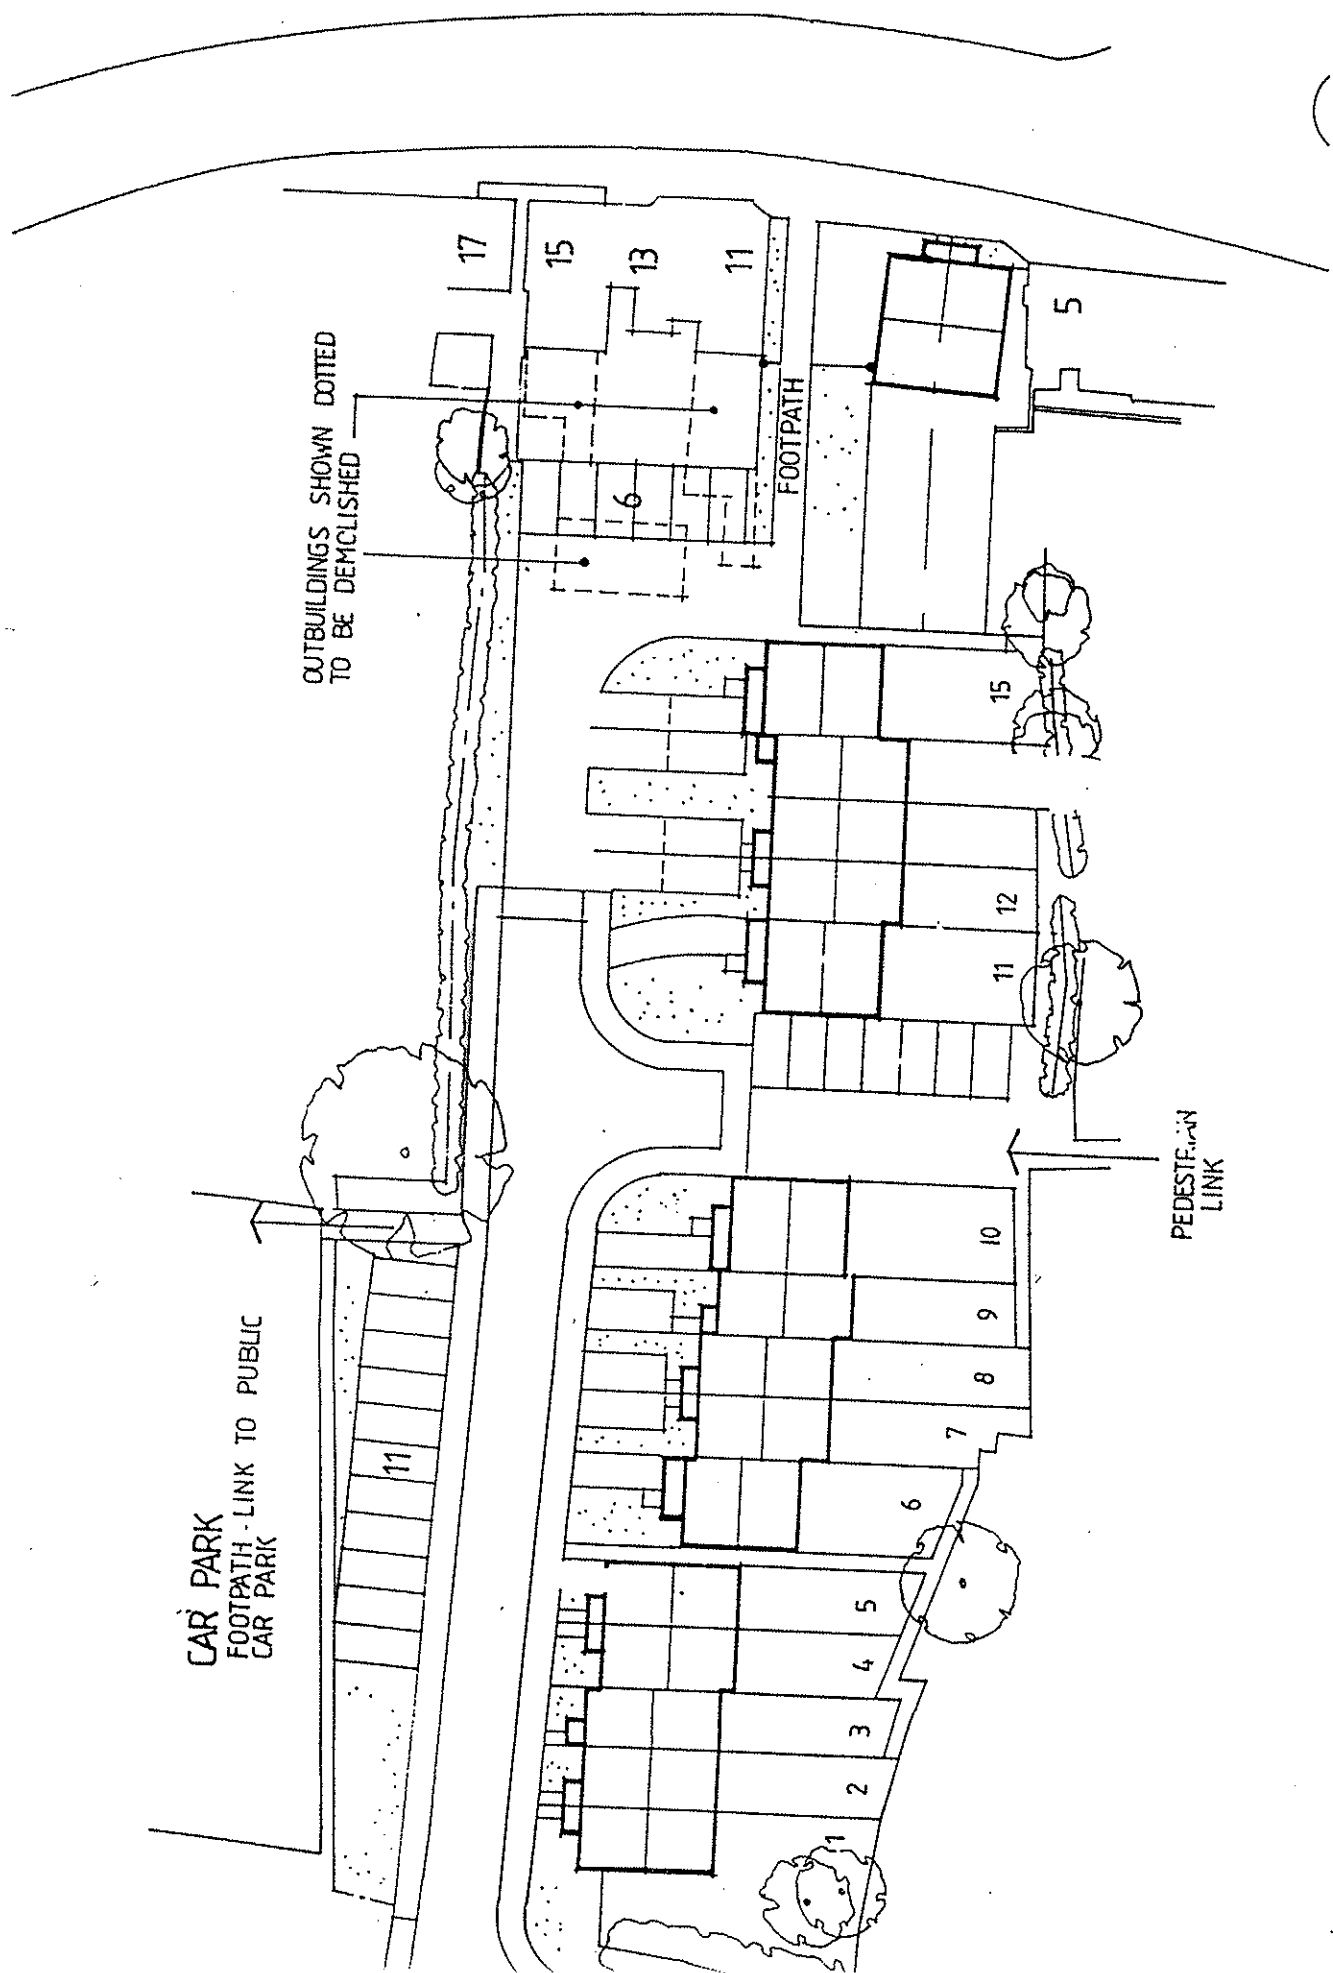 OUTBUILDINGS SHOWN DOTTED
TO BE DEMOLISHED
17
15
13
11
6
FOOTPATH
5
15
12
11
PEDESTRIAN
LINK
CAR PARK
FOOTPATH - LINK TO PUBLIC
CAR PARK
11
10
9
8
7
6
5
4
3
2
1